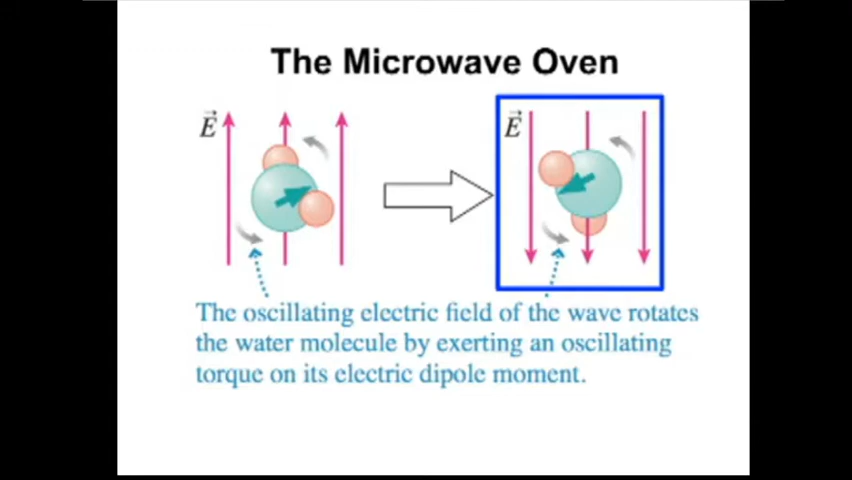 The Microwave Oven
E⃗ E⃗
The oscillating electric field of the wave rotates
the water molecule by exerting an oscillating
torque on its electric dipole moment.